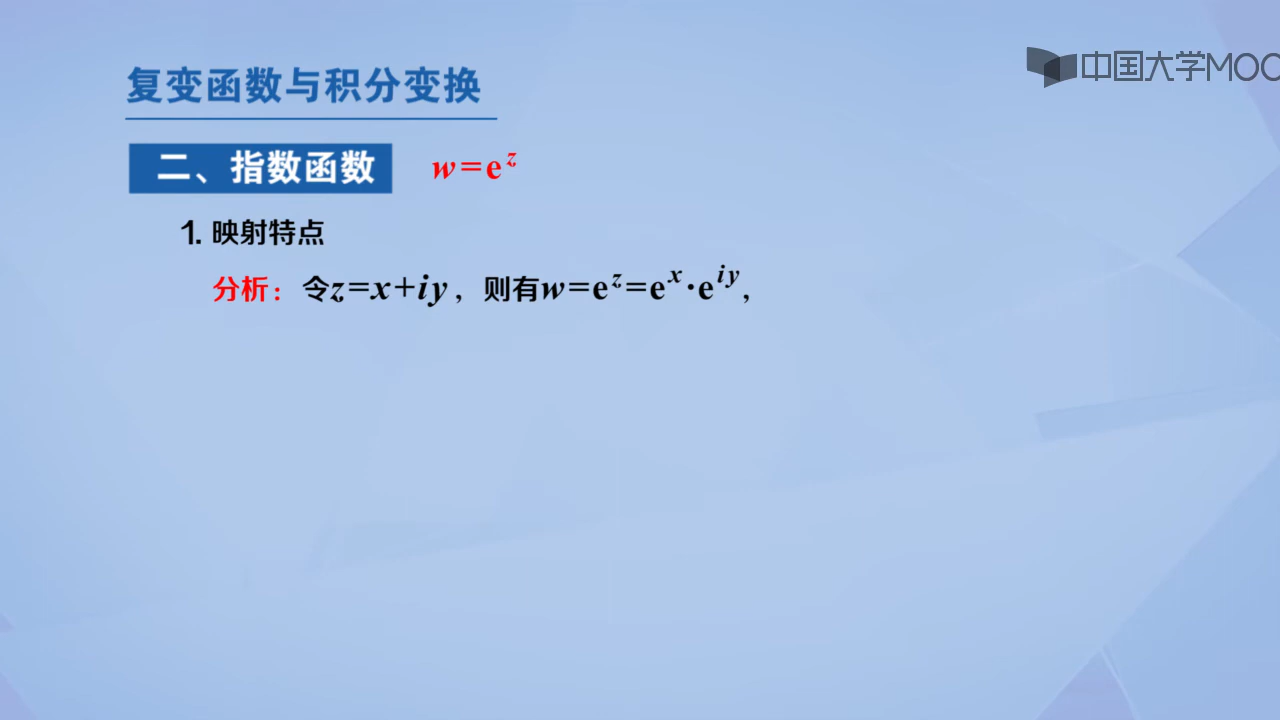 中国大学MOO
复变函数与积分变换
二、指数函数 w=e^z
1. 映射特点
分析：令z=x+iy，则有w=e^z=e^x·e^{iy},